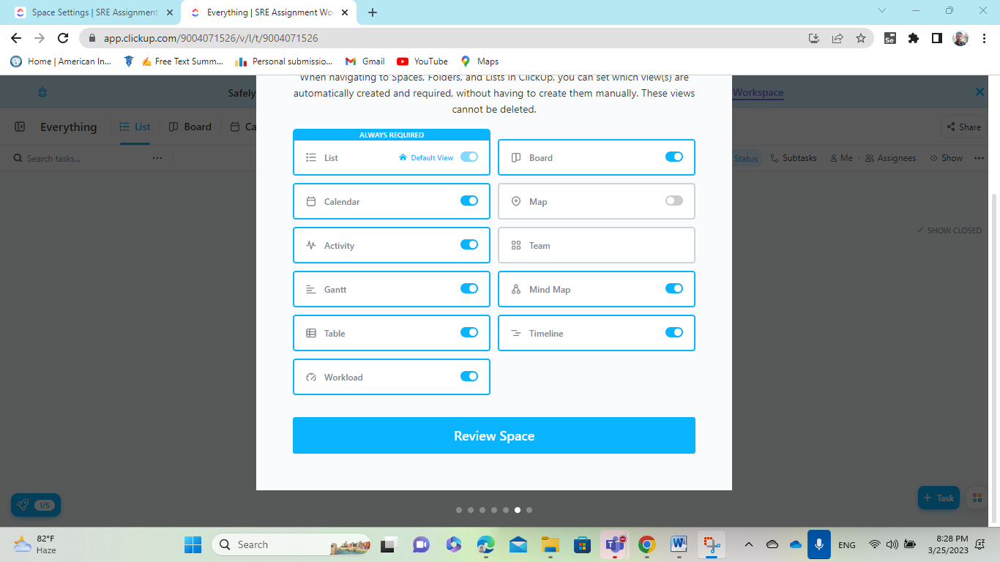 Space Settings | SRE Assignment
Everything | SRE Assignment Wor
app.clickup.com/9004071526/v/l/t/9004071526
Se
Home | American In...
Free Text Summ...
Personal submissio...
Gmail
YouTube
Maps
Safely
Workspace
Everything
List
Board
Ca
Share
Search tasks...
Status
Subtasks
Me
Assignees
Show
SHOW CLOSED
When navigating to Spaces, Folders, and Lists in ClickUp, you can set which view(s) are
automatically created and required, without having to create them manually. These views
cannot be deleted.
ALWAYS REQUIRED
List
Default View
Board
Calendar
Map
Activity
Team
Gantt
Mind Map
Table
Timeline
Workload
Review Space
1/5
+ Task
82°F
Haze
Search
ENG
8:28 PM
3/25/2023